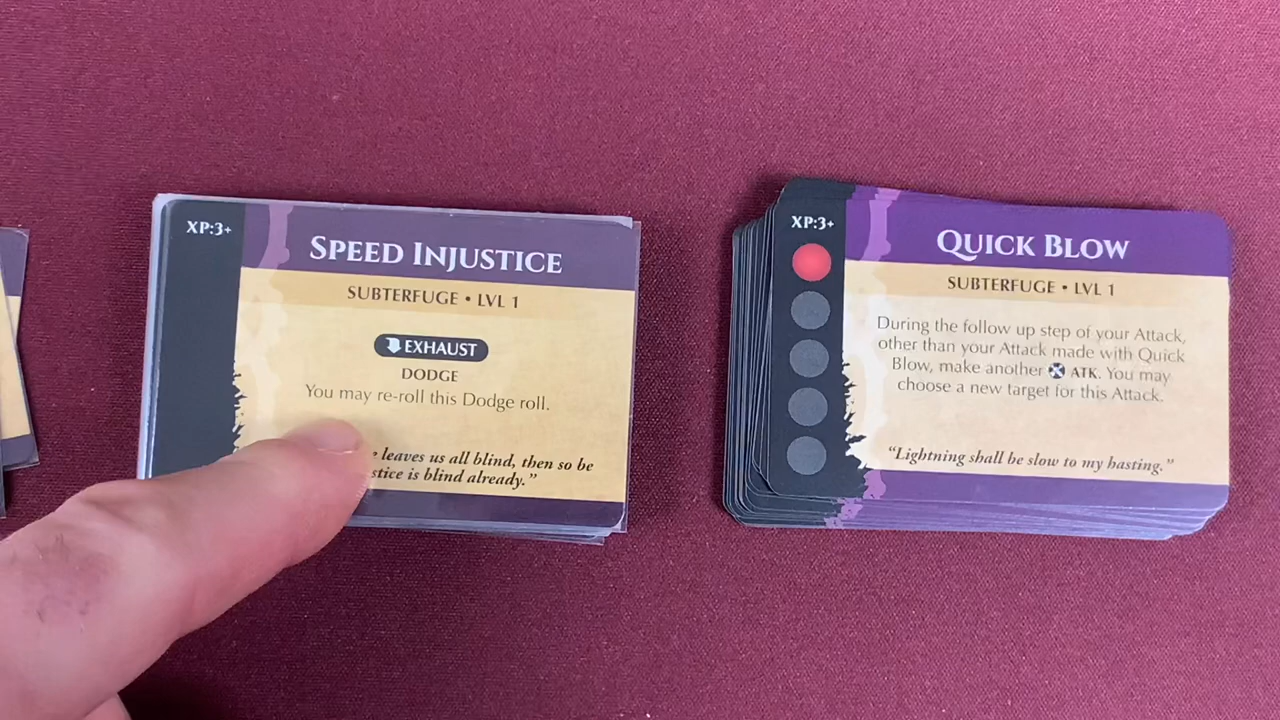 XP:3+
SPEED INJUSTICE
SUBTERFUGE • LVL 1
EXHAUST
DODGE
You may re-roll this Dodge roll.
leaves us all blind, then so be
is blind already.”
XP:3+
QUICK BLOW
SUBTERFUGE • LVL 1
During the follow up step of your Attack,
other than your Attack made with Quick
Blow, make another ATK. You may
choose a new target for this Attack.
“Lightning shall be slow to my hasting.”